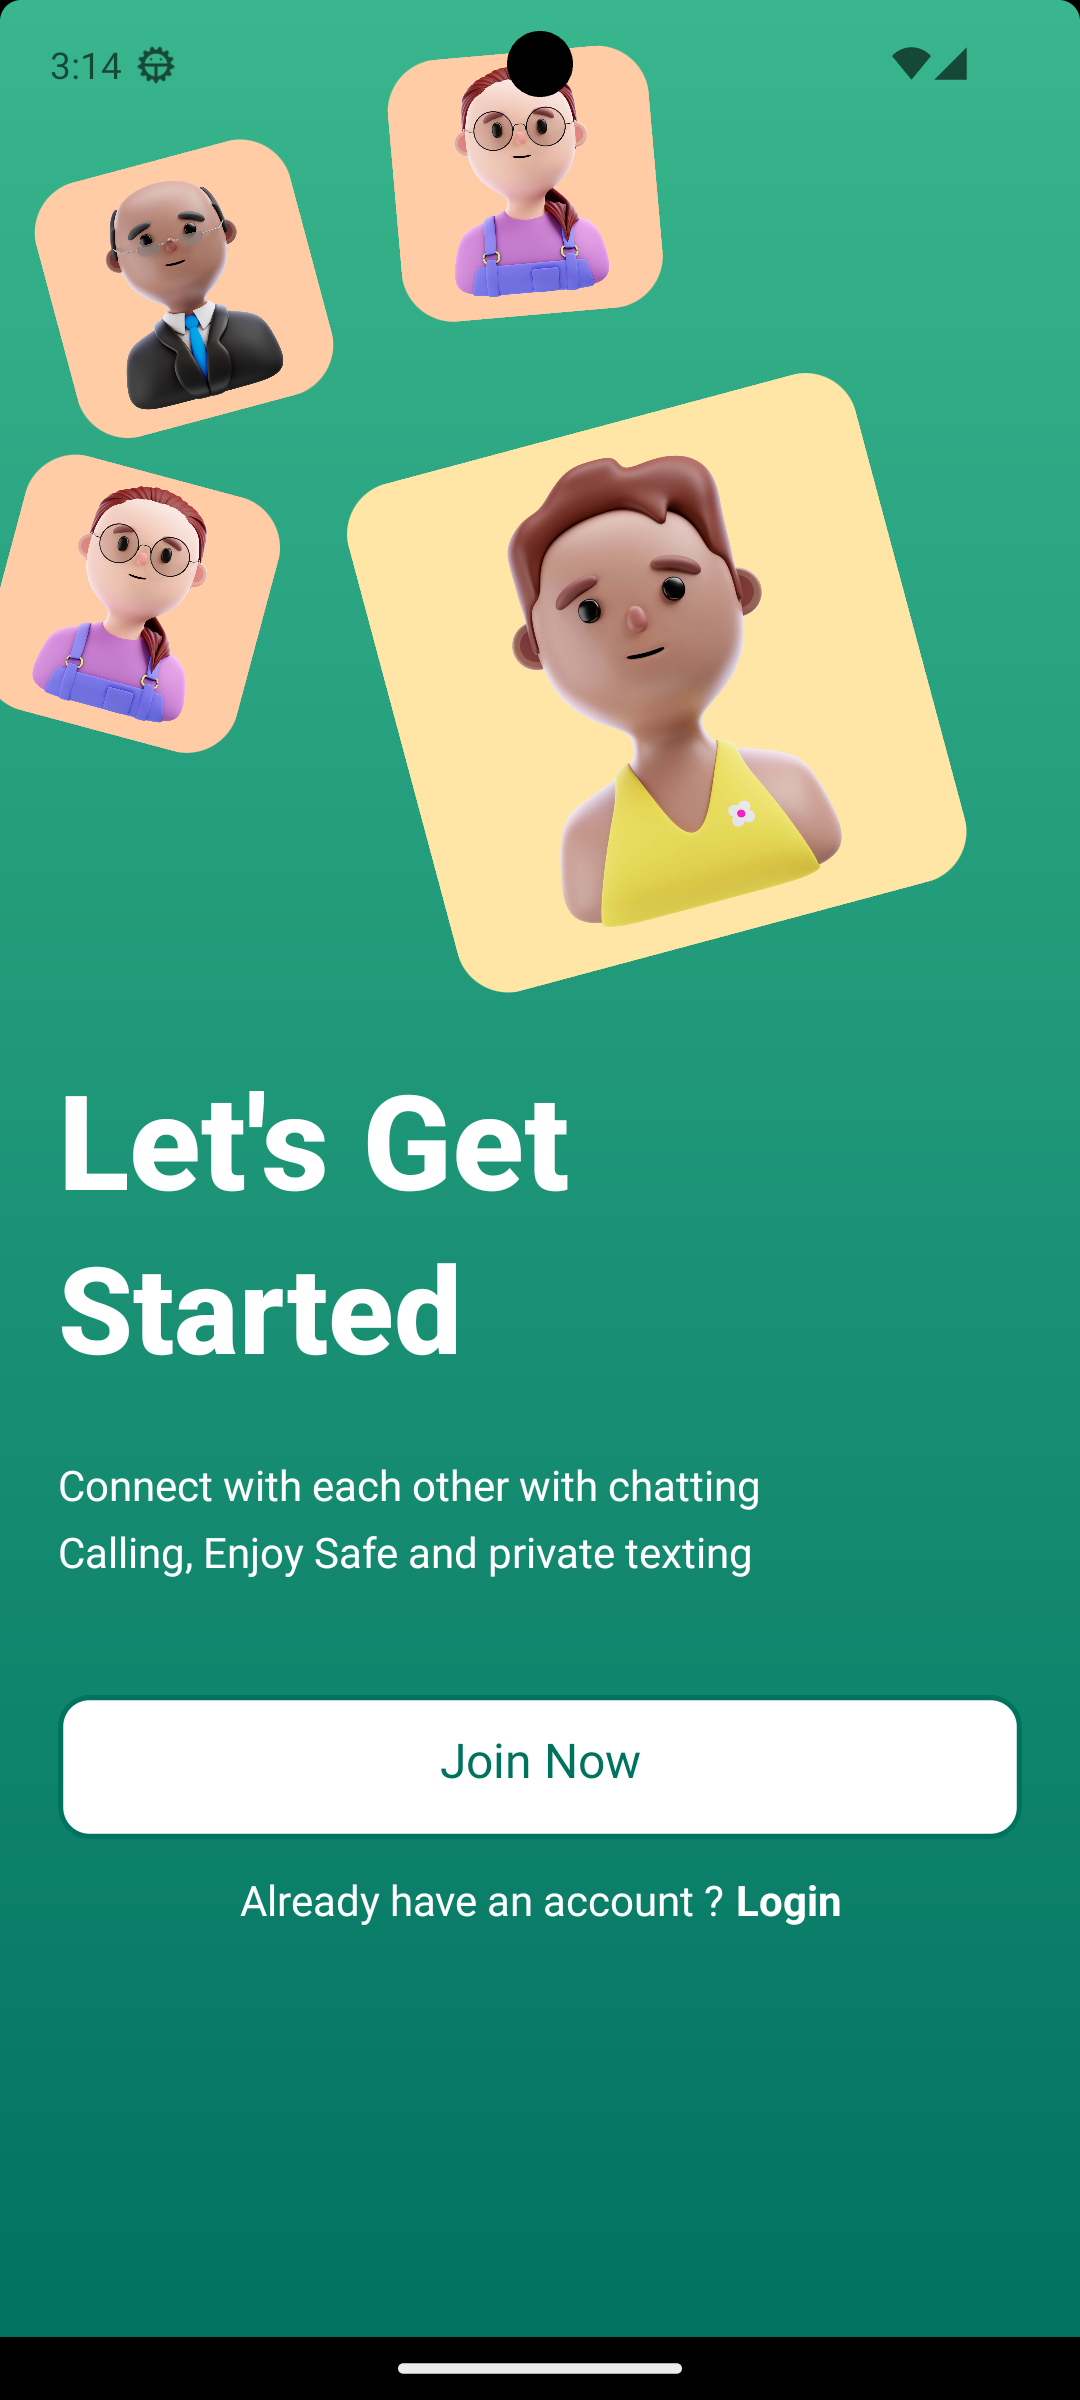 3:14
Let's Get
Started
Connect with each other with chatting
Calling, Enjoy Safe and private texting
Join Now
Already have an account ? Login